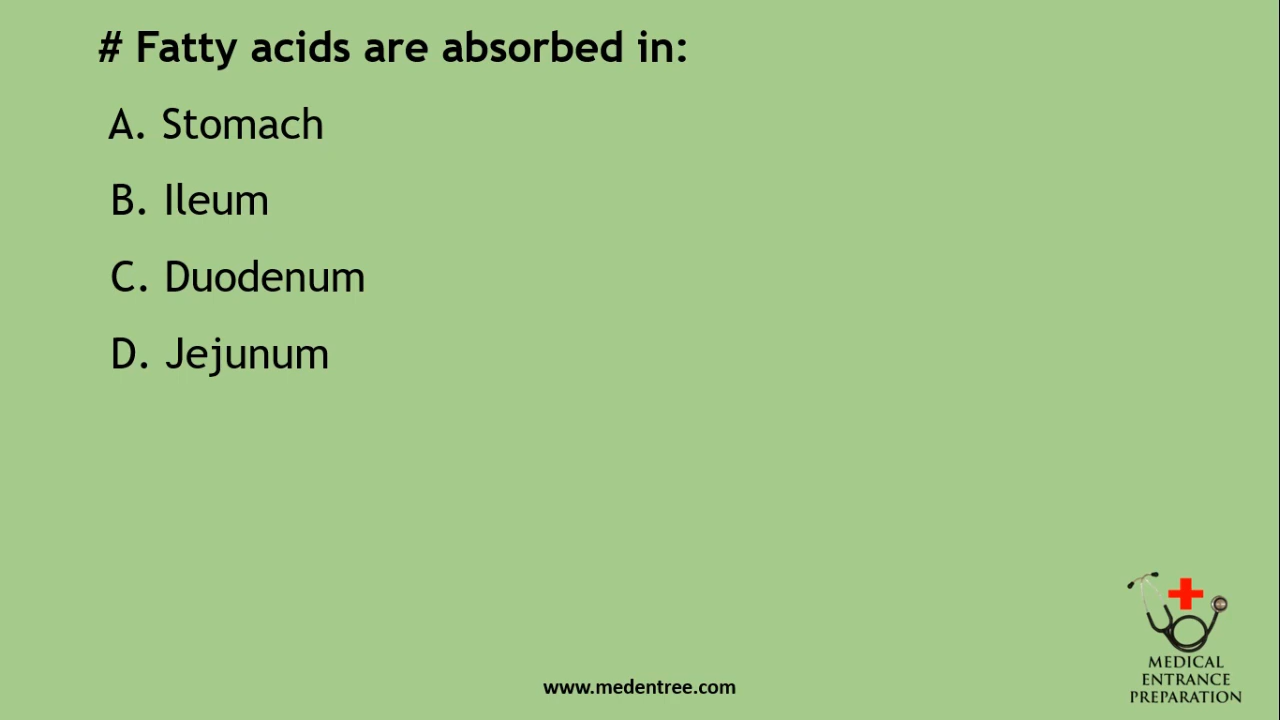 # Fatty acids are absorbed in:
A. Stomach
B. Ileum
C. Duodenum
D. Jejunum
MEDICAL
ENTRANCE
PREPARATION
www.medentree.com